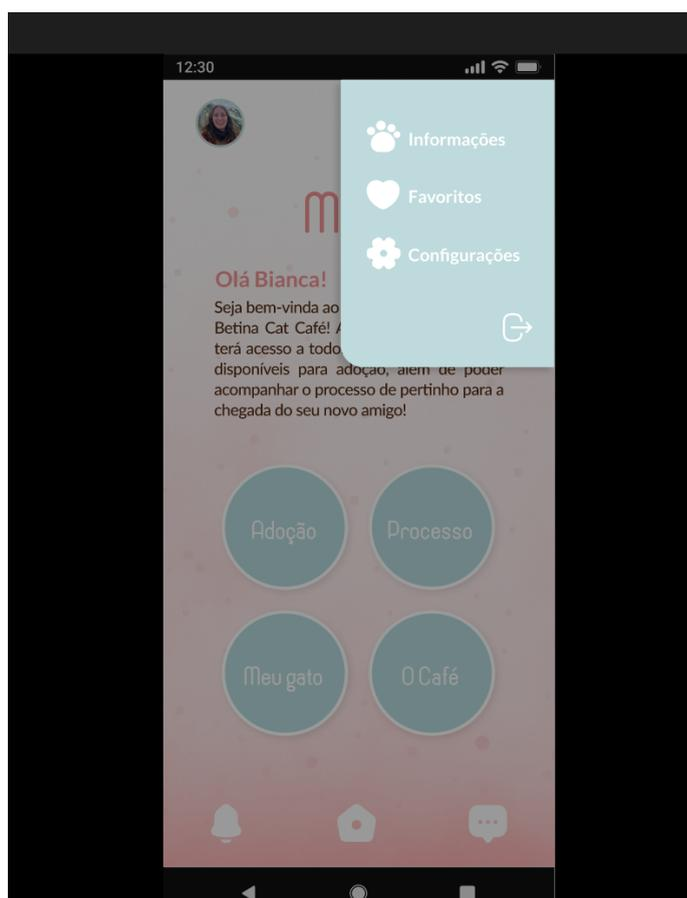 12:30
Informações
Favoritos
Configurações
M
Olá Bianca!
Seja bem-vinda ao
Betina Cat Café!
terá acesso a todo
disponíveis para adoção, além de poder
acompanhar o processo de pertinho para a
chegada do seu novo amigo!
Adoção
Processo
Meu gato
O Café